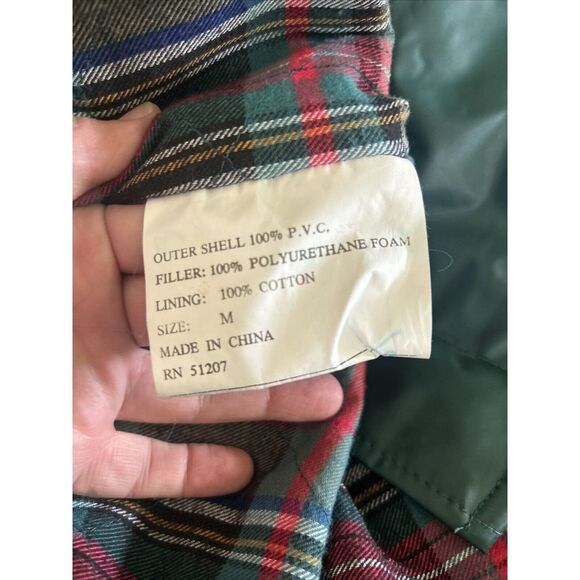 OUTER SHELL 100% P.V.C.
FILLER: 100% POLYURETHANE FOAM
LINING: 100% COTTON
SIZE: M
MADE IN CHINA
RN 51207